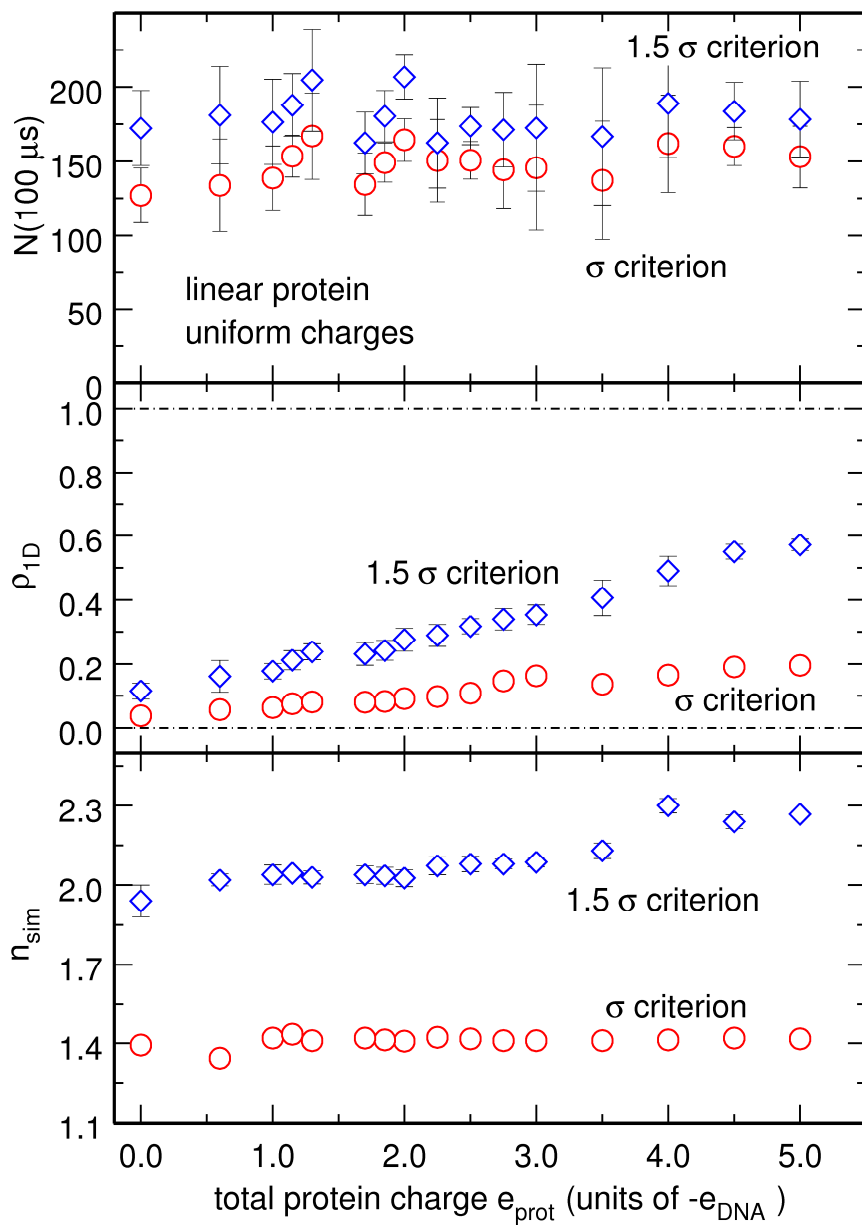 1.5 σ criterion
200
150
100
50
0
N(100 μs)
σ criterion
linear protein
uniform charges
1.0
0.8
0.6
0.4
0.2
0.0
ρ1D
1.5 σ criterion
σ criterion
2.3
2.0
1.7
1.4
1.1
nsim
1.5 σ criterion
σ criterion
0.0 1.0 2.0 3.0 4.0 5.0
total protein charge eprot (units of -eDNA )